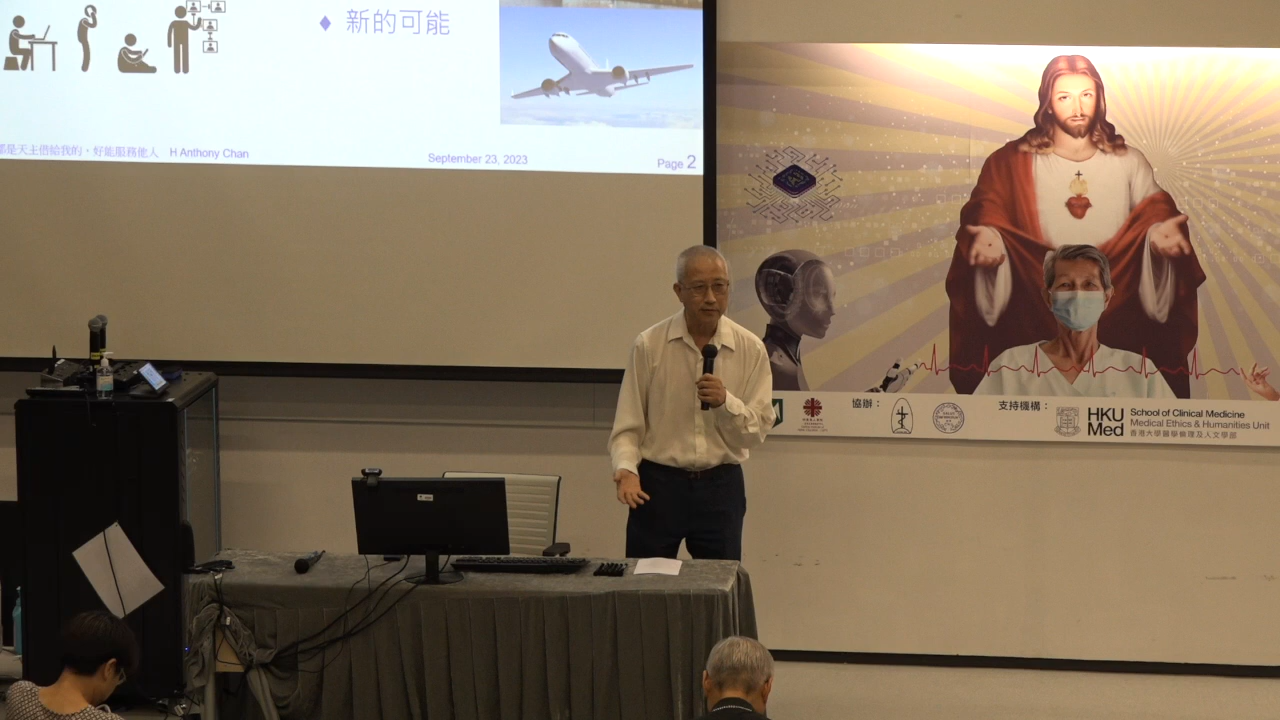 新的可能
都是天主借給我的、好能服務他人 H Anthony Chan
September 23, 2023
Page 2
協辦：
支持機構：
HKU
Med
School of Clinical Medicine
Medical Ethics & Humanities Unit
香港大學醫學倫理及人文學部